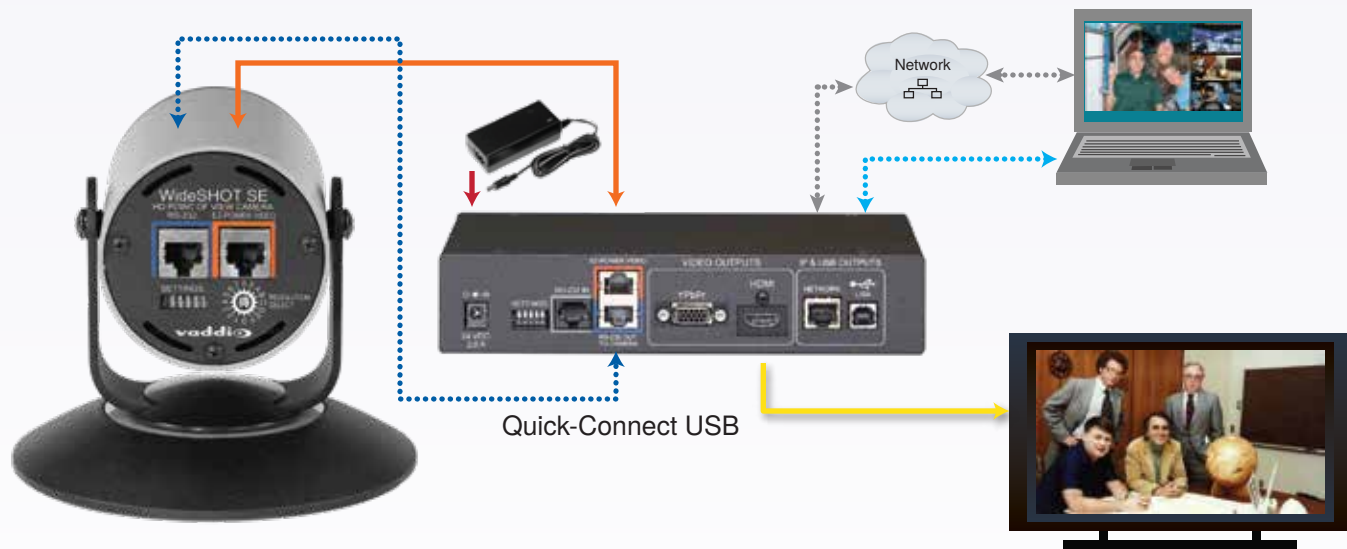 Network
WideSHOT SE
HD POINT OF VIEW CAMERA
RS-232 EZ-POWER VIDEO
SETTINGS
RESOLUTION
SELECT
vaddio
EZ-POWER VIDEO
VIDEO OUTPUTS
IP & USB OUTPUTS
YPbPr
HDMI
NETWORK
USB
SETTINGS
RS-232 IN
24 VDC
RS-232 OUT
TO CAMERA
Quick-Connect USB